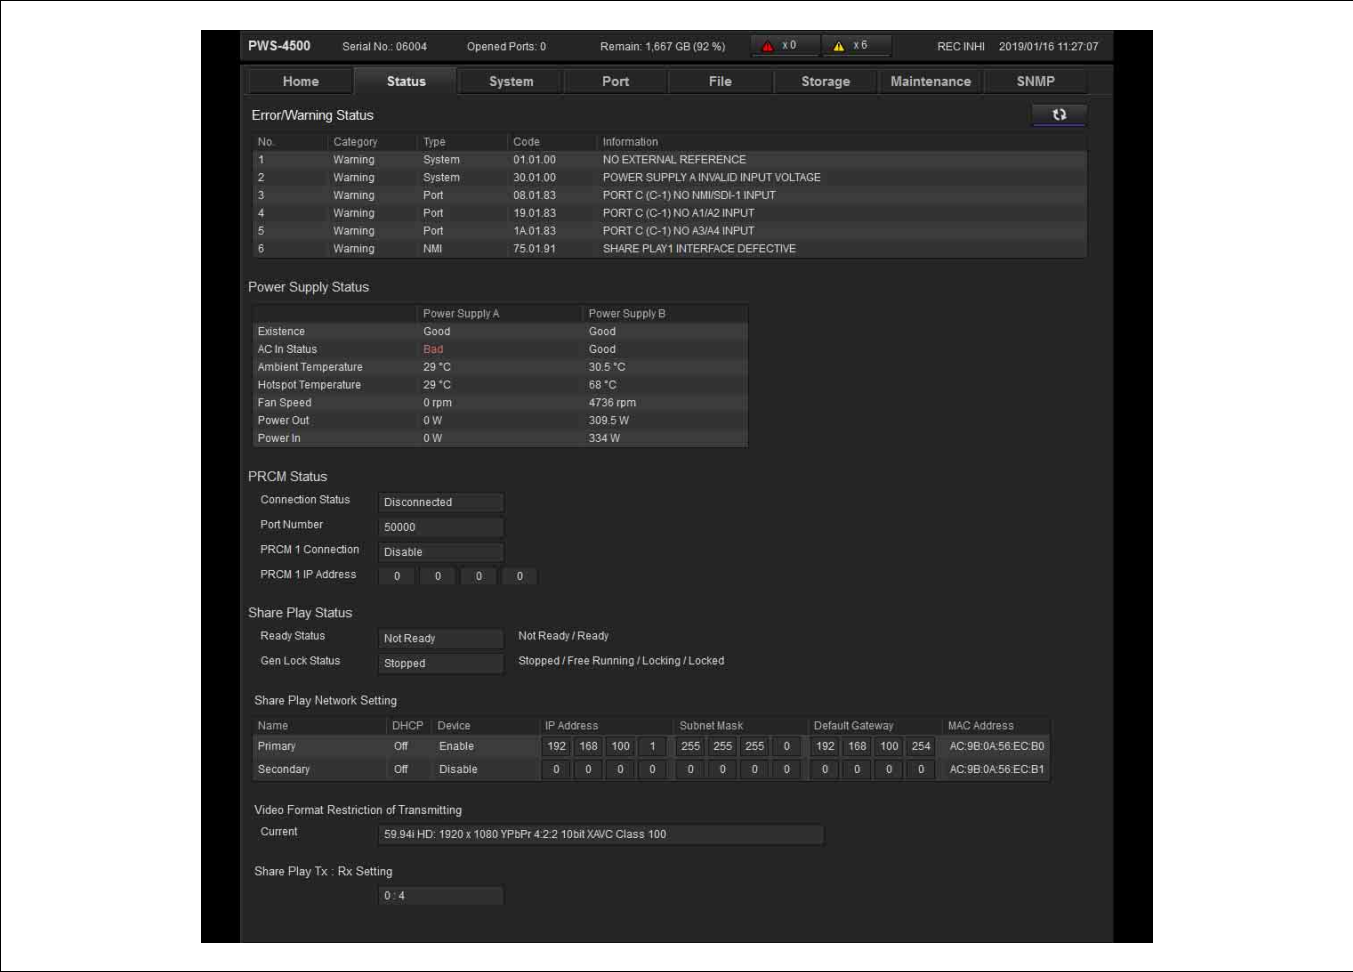 PWS-4500 Serial No.: 06004 Opened Ports: 0 Remain: 1,667 GB (92 %) x 0 x 6 REC INHI 2019/01/16 11:27:07
Home Status System Port File Storage Maintenance SNMP
Error/Warning Status
No. Category Type Code Information
1 Warning System 01.01.00 NO EXTERNAL REFERENCE
2 Warning System 30.01.00 POWER SUPPLY A INVALID INPUT VOLTAGE
3 Warning Port 08.01.83 PORT C (C-1) NO NMI/SDI-1 INPUT
4 Warning Port 19.01.83 PORT C (C-1) NO A1/A2 INPUT
5 Warning Port 1A.01.83 PORT C (C-1) NO A3/A4 INPUT
6 Warning NMI 75.01.91 SHARE PLAY1 INTERFACE DEFECTIVE
Power Supply Status
Power Supply A Power Supply B
Existence Good Good
AC In Status Bad Good
Ambient Temperature 29 °C 30.5 °C
Hotspot Temperature 29 °C 68 °C
Fan Speed 0 rpm 4736 rpm
Power Out 0 W 309.5 W
Power In 0 W 334 W
PRCM Status
Connection Status Disconnected
Port Number 50000
PRCM 1 Connection Disable
PRCM 1 IP Address 0 0 0 0
Share Play Status
Ready Status Not Ready Not Ready / Ready
Gen Lock Status Stopped Stopped / Free Running / Locking / Locked
Share Play Network Setting
Name DHCP Device IP Address Subnet Mask Default Gateway MAC Address
Primary Off Enable 192 168 100 1 255 255 255 0 192 168 100 254 AC:9B:0A:56:EC:B0
Secondary Off Disable 0 0 0 0 0 0 0 0 0 0 0 0 AC:9B:0A:56:EC:B1
Video Format Restriction of Transmitting
Current 59.94i HD: 1920 x 1080 YPbPr 4:2:2 10bit XAVC Class 100
Share Play Tx : Rx Setting
0 : 4